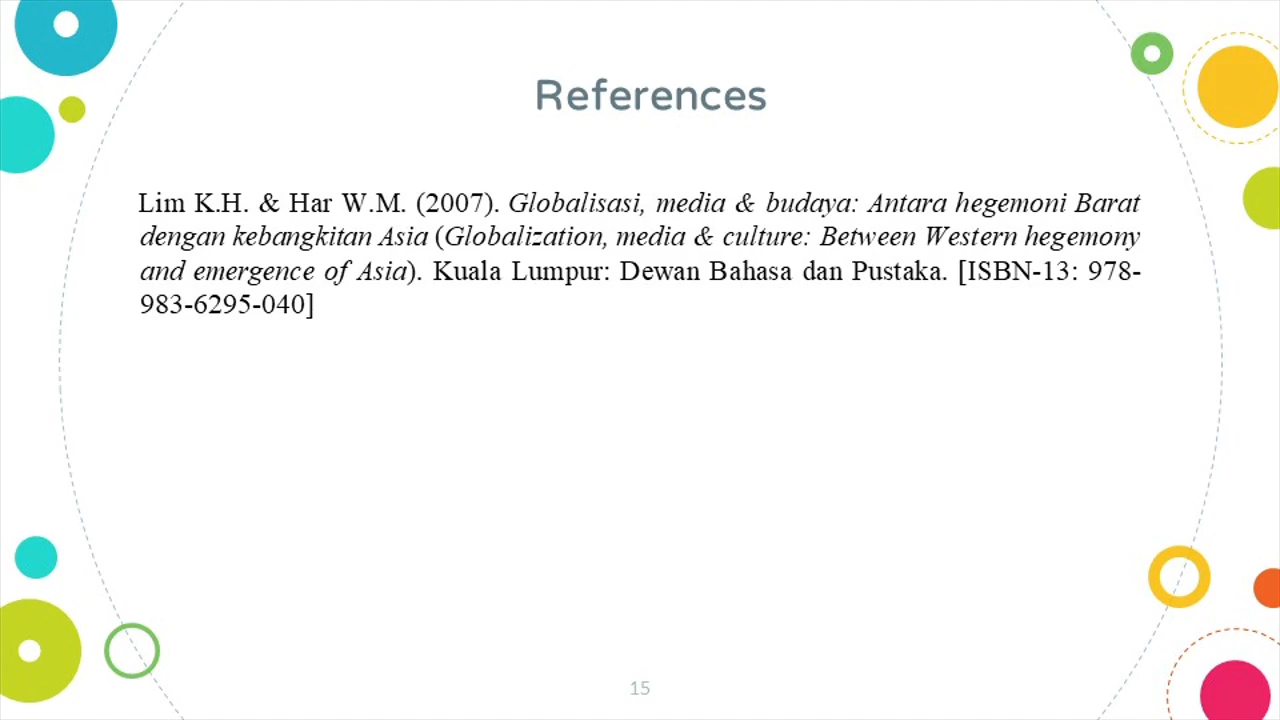 References
Lim K.H. & Har W.M. (2007). Globalisasi, media & budaya: Antara hegemoni Barat
dengan kebangkitan Asia (Globalization, media & culture: Between Western hegemony
and emergence of Asia). Kuala Lumpur: Dewan Bahasa dan Pustaka. [ISBN-13: 978-
983-6295-040]
15